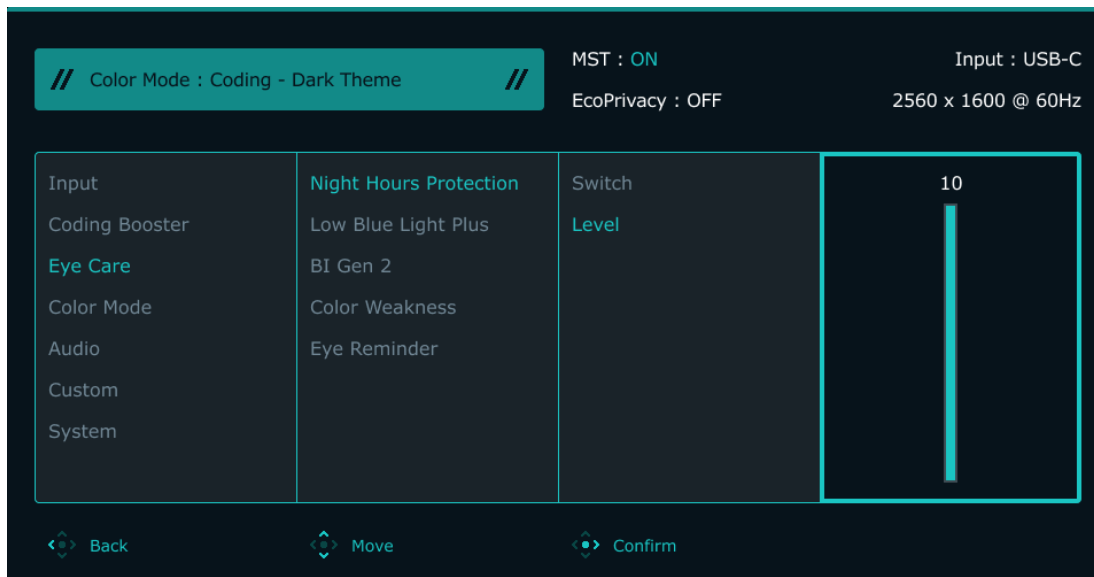 Color Mode : Coding - Dark Theme
MST : ON
Input : USB-C
EcoPrivacy : OFF
2560 x 1600 @ 60Hz
Input
Coding Booster
Eye Care
Color Mode
Audio
Custom
System
Night Hours Protection
Low Blue Light Plus
BI Gen 2
Color Weakness
Eye Reminder
Switch
Level
10
Back
Move
Confirm